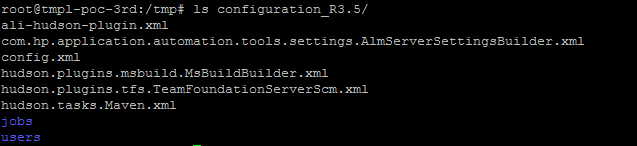 root@tmpl-poc-3rd:/tmp# ls configuration_R3.5/
ali-hudson-plugin.xml
com.hp.application.automation.tools.settings.AlmServerSettingsBuilder.xml
config.xml
hudson.plugins.msbuild.MsBuildBuilder.xml
hudson.plugins.tfs.TeamFoundationServerScm.xml
hudson.tasks.Maven.xml
jobs
users